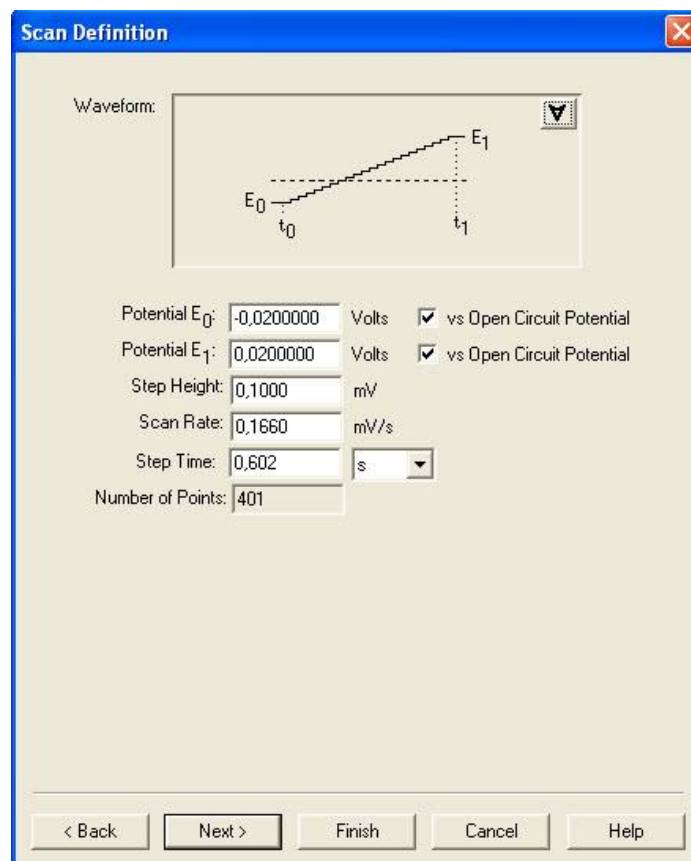 Scan Definition
Waveform:
E1
E0
t0
t1
Potential E0: -0,0200000 Volts vs Open Circuit Potential
Potential E1: 0,0200000 Volts vs Open Circuit Potential
Step Height: 0,1000 mV
Scan Rate: 0,1660 mV/s
Step Time: 0,602 s
Number of Points: 401
< Back Next > Finish Cancel Help